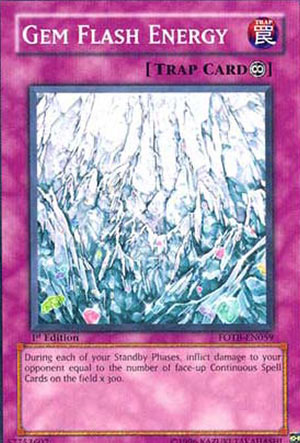 GEM FLASH ENERGY
TRAP
罠
[TRAP CARD]
1st Edition
FOTB-EN059
During each of your Standby Phases, inflict damage to your
opponent equal to the number of face-up Continuous Spell
Cards on the field x 300.
©1996 KAZUKI TAKAHASHI